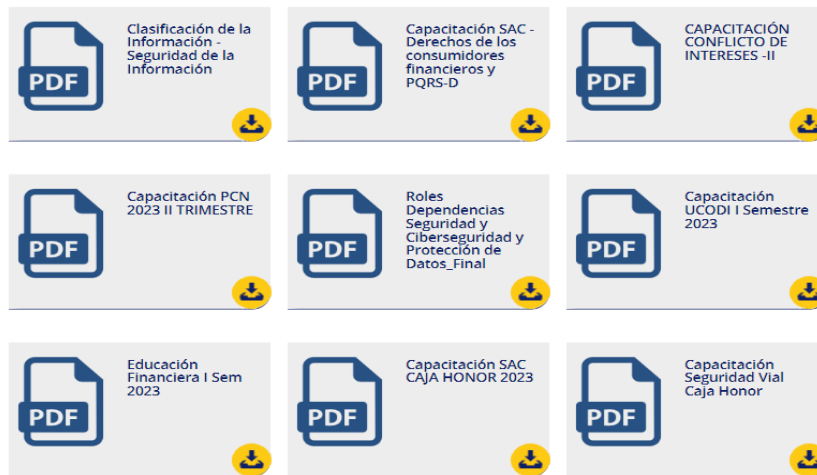 Clasificación de la
Información -
Seguridad de la
Información
PDF
Capacitación SAC -
Derechos de los
consumidores
financieros y
PQRS-D
PDF
CAPACITACIÓN
CONFLICTO DE
INTERESES -II
PDF
Capacitación PCN
2023 II TRIMESTRE
PDF
Roles
Dependencias
Seguridad y
Ciberseguridad y
Protección de
Datos_Final
PDF
Capacitación
UCODI I Semestre
2023
PDF
Educación
Financiera I Sem
2023
PDF
Capacitación SAC
CAJA HONOR 2023
PDF
Capacitación
Seguridad Vial
Caja Honor
PDF